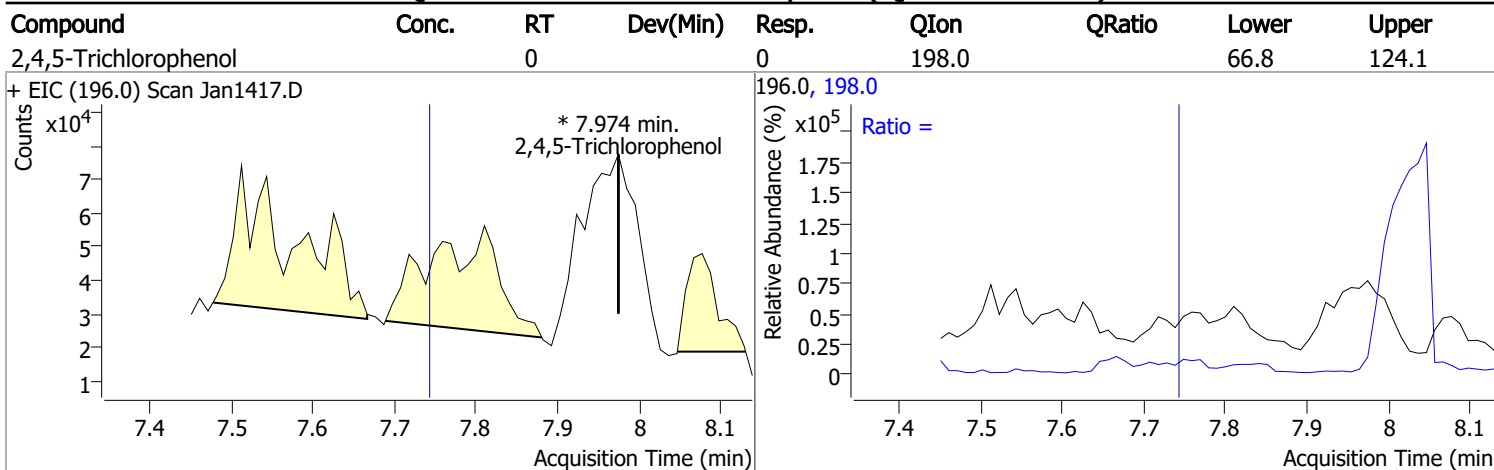 Compound Conc. RT Dev(Min) Resp. QIon QRatio Lower Upper
2,4,5-Trichlorophenol 0 0 198.0 66.8 124.1
+ EIC (196.0) Scan Jan1417.D
Counts
x10⁴
7
6
5
4
3
2
1
* 7.974 min.
2,4,5-Trichlorophenol
7.4 7.5 7.6 7.7 7.8 7.9 8 8.1
Acquisition Time (min)
196.0, 198.0
Relative Abundance (%)
x10⁵
Ratio =
1.75
1.5
1.25
1
0.75
0.5
0.25
0
7.4 7.5 7.6 7.7 7.8 7.9 8 8.1
Acquisition Time (min